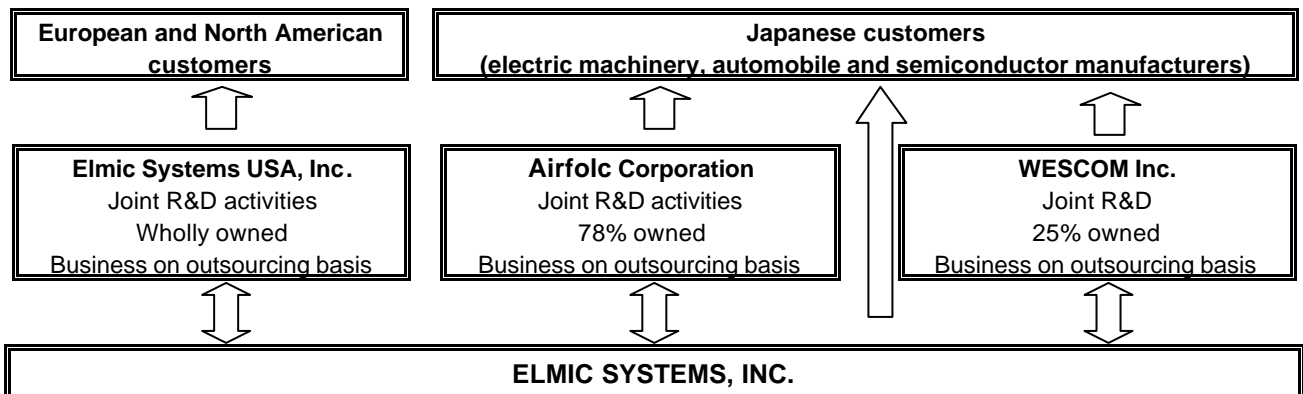 European and North American
customers
Japanese customers
(electric machinery, automobile and semiconductor manufacturers)
Elmic Systems USA, Inc.
Joint R&D activities
Wholly owned
Business on outsourcing basis
Airfolc Corporation
Joint R&D activities
78% owned
Business on outsourcing basis
WESCOM Inc.
Joint R&D
25% owned
Business on outsourcing basis
ELMIC SYSTEMS, INC.